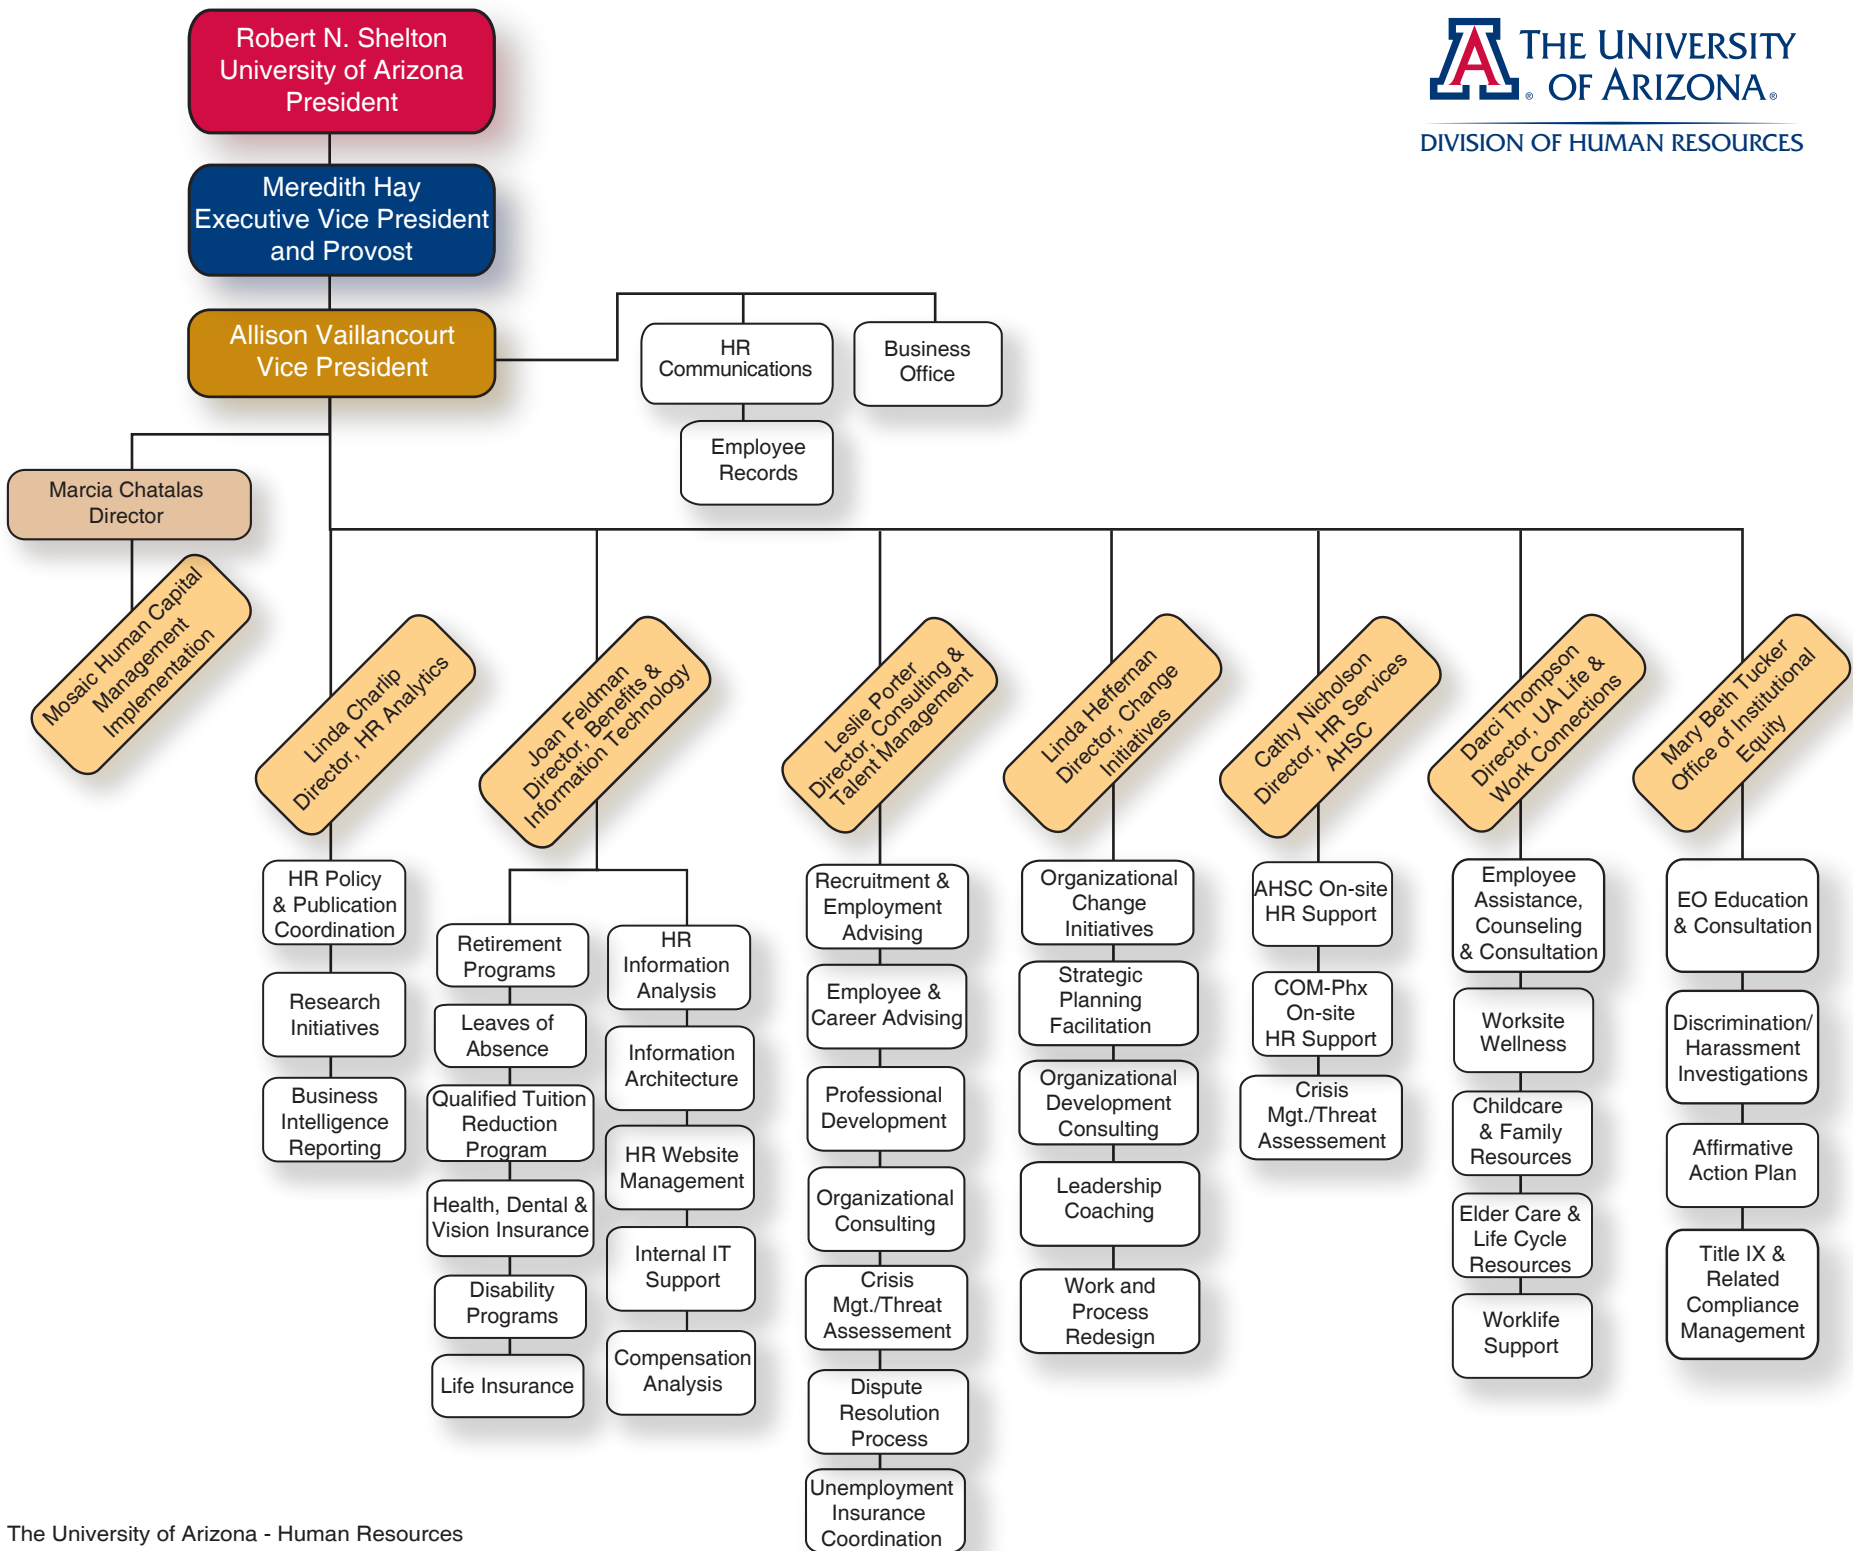 Robert N. Shelton
University of Arizona
President
THE UNIVERSITY
OF ARIZONA®
DIVISION OF HUMAN RESOURCES
Meredith Hay
Executive Vice President
and Provost
Allison Vaillancourt
Vice President
HR
Communications
Business
Office
Employee
Records
Marcia Chatalas
Director
Mosaic Human Capital
Management
Implementation
Linda Charlip
Director, HR Analytics
Joan Feldman
Director, Benefits &
Information Technology
Leslie Porter
Director, Consulting &
Talent Management
Linda Heffernan
Director, Change
Initiatives
Cathy Nicholson
Director, HR Services
AHSC
Darci Thompson
Director, UA Life &
Work Connections
Mary Beth Tucker
Office of Institutional
Equity
HR Policy
& Publication
Coordination
Research
Initiatives
Business
Intelligence
Reporting
Retirement
Programs
Leaves of
Absence
Qualified Tuition
Reduction
Program
Health, Dental &
Vision Insurance
Disability
Programs
Life Insurance
HR
Information
Analysis
Information
Architecture
HR Website
Management
Internal IT
Support
Compensation
Analysis
Recruitment &
Employment
Advising
Employee &
Career Advising
Professional
Development
Organizational
Consulting
Crisis
Mgt./Threat
Assessement
Dispute
Resolution
Process
Unemployment
Insurance
Coordination
Organizational
Change
Initiatives
Strategic
Planning
Facilitation
Organizational
Development
Consulting
Leadership
Coaching
Work and
Process
Redesign
AHSC On-site
HR Support
COM-Phx
On-site
HR Support
Crisis
Mgt./Threat
Assessement
Employee
Assistance,
Counseling
& Consultation
Worksite
Wellness
Childcare
& Family
Resources
Elder Care &
Life Cycle
Resources
Worklife
Support
EO Education
& Consultation
Discrimination/
Harassment
Investigations
Affirmative
Action Plan
Title IX &
Related
Compliance
Management
The University of Arizona - Human Resources